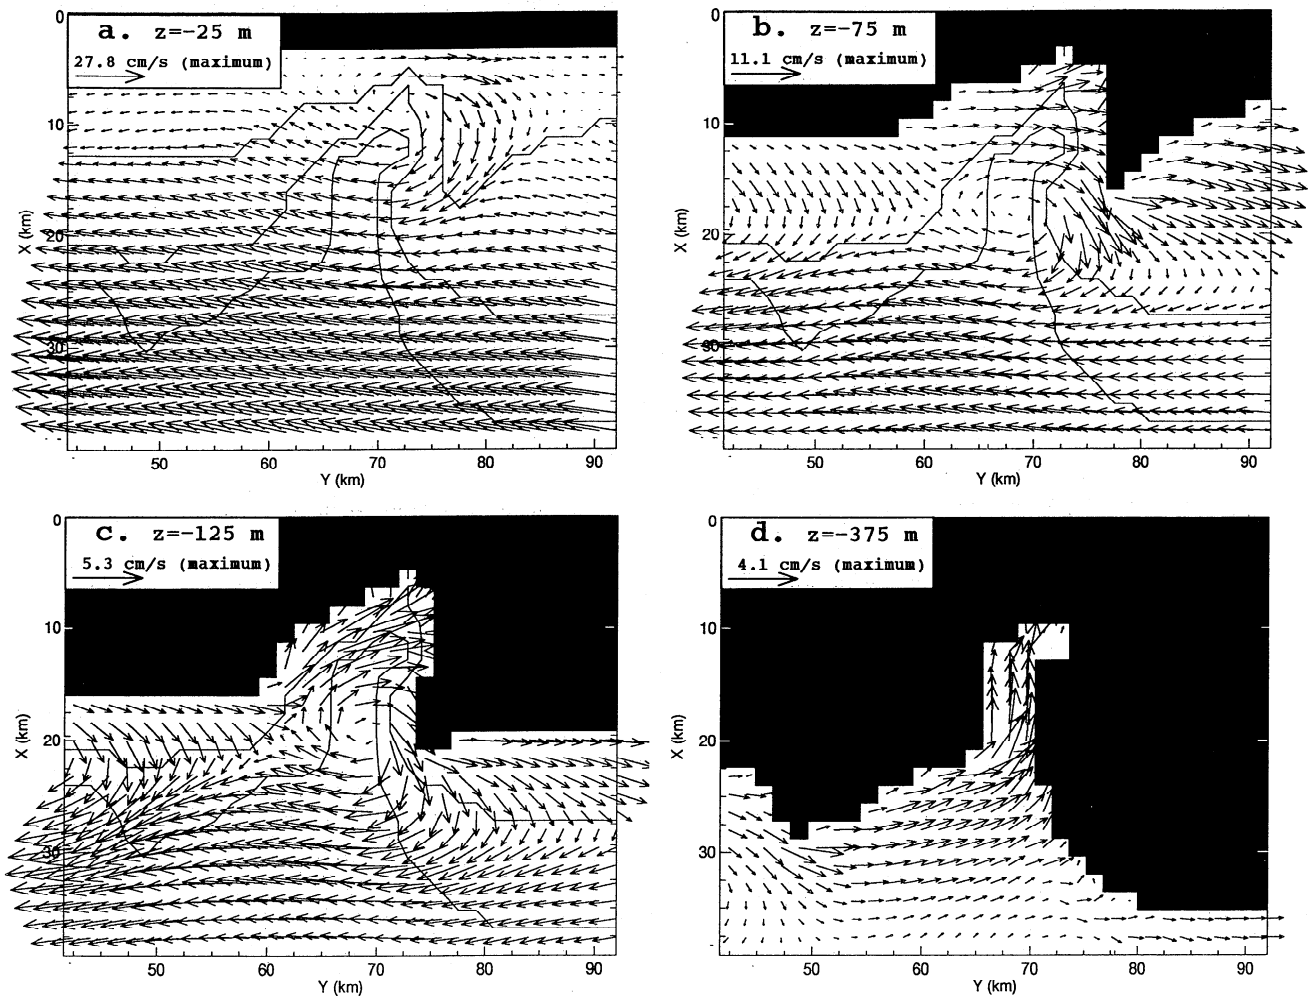 a. z=-25 m
27.8 cm/s (maximum)
0
10
20
30
X (km)
50 60 70 80 90
Y (km)
b. z=-75 m
11.1 cm/s (maximum)
0
10
20
30
X (km)
50 60 70 80 90
Y (km)
c. z=-125 m
5.3 cm/s (maximum)
0
10
20
30
X (km)
50 60 70 80 90
Y (km)
d. z=-375 m
4.1 cm/s (maximum)
0
10
20
30
X (km)
50 60 70 80 90
Y (km)